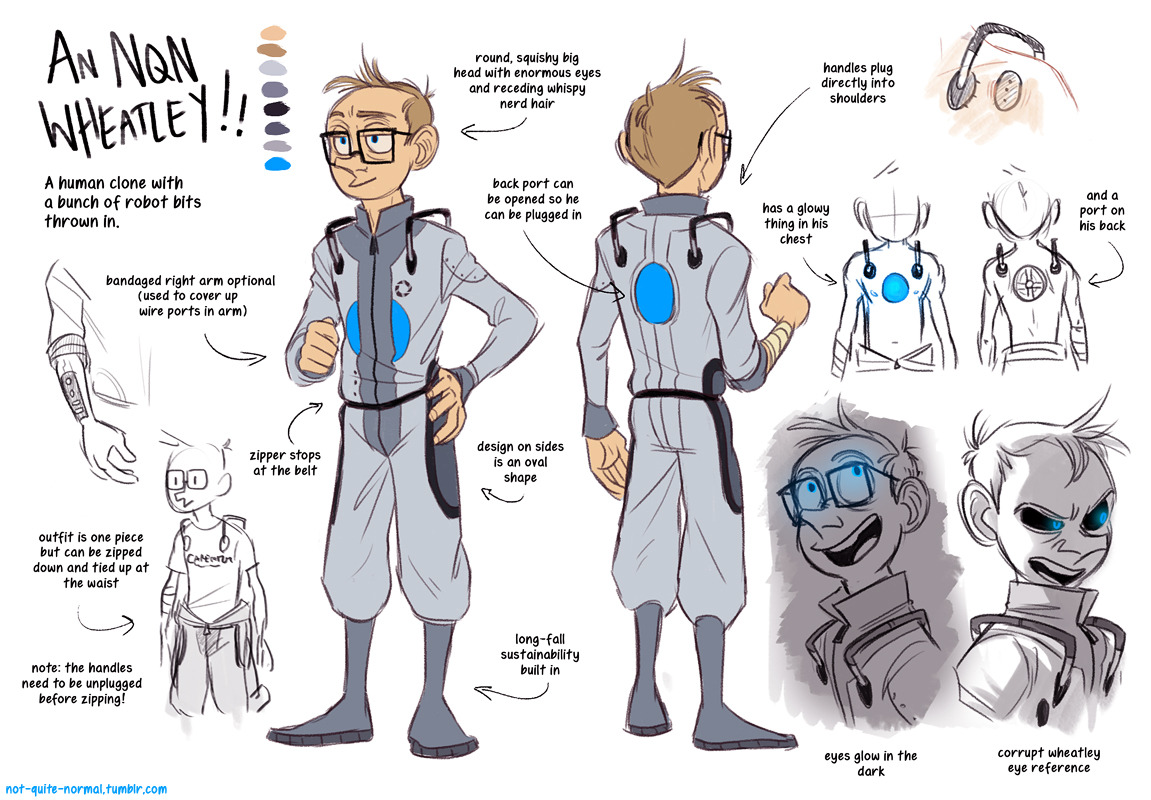 An NQN
Wheatley!!
A human clone with
a bunch of robot bits
thrown in.
round, squishy big
head with enormous eyes
and receding whispy
nerd hair
handles plug
directly into
shoulders
back port can
be opened so he
can be plugged in
has a glowy
thing in his
chest
and a
port on
his back
bandaged right arm optional
(used to cover up
wire ports in arm)
zipper stops
at the belt
design on sides
is an oval
shape
outfit is one piece
but can be zipped
down and tied up at
the waist
note: the handles
need to be unplugged
before zipping!
long-fall
sustainability
built in
eyes glow in the
dark
corrupt wheatley
eye reference
not-quite-normal.tumblr.com